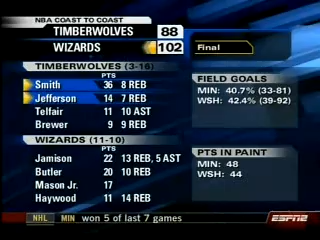 NBA COAST TO COAST
TIMBERWOLVES 88
WIZARDS 102
Final
TIMBERWOLVES (3-16)
PTS
Smith 36 8 REB
Jefferson 14 7 REB
Telfair 11 10 AST
Brewer 9 9 REB
WIZARDS (11-10)
PTS
Jamison 22 13 REB, 5 AST
Butler 20 10 REB
Mason Jr. 17
Haywood 11 14 REB
FIELD GOALS
MIN: 40.7% (33-81)
WSH: 42.4% (39-92)
PTS IN PAINT
MIN: 48
WSH: 44
NHL MIN won 5 of last 7 games
ESPN2